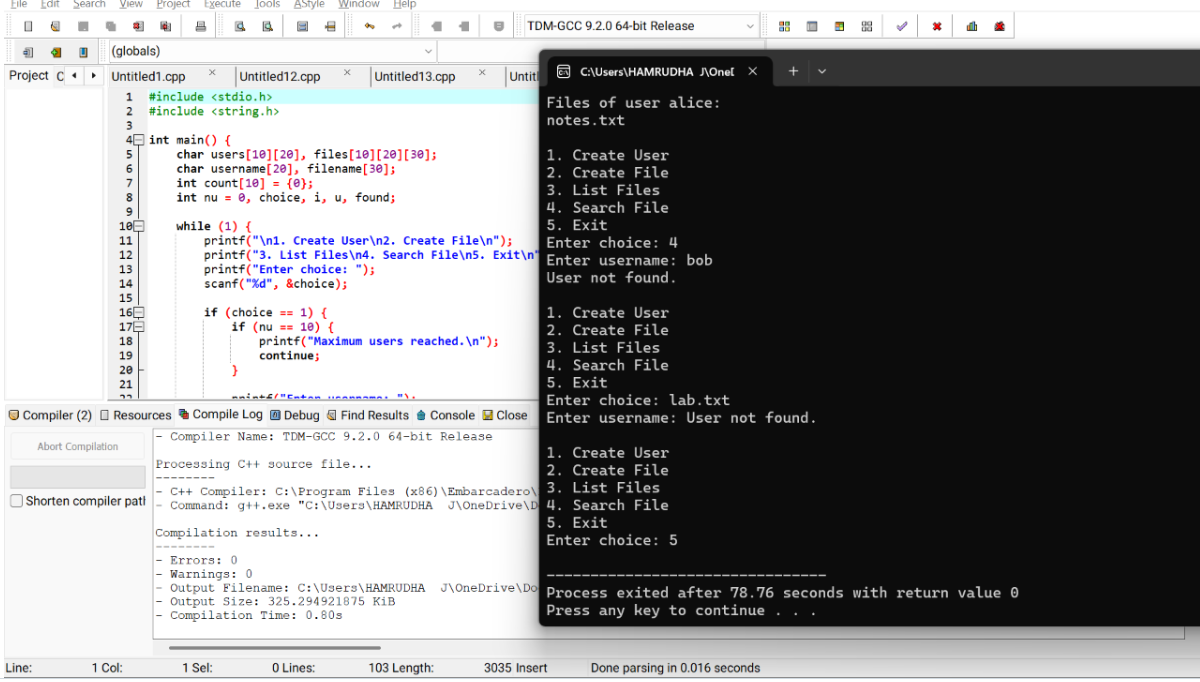 File Edit Search View Project Execute Tools AStyle Window Help
TDM-GCC 9.2.0 64-bit Release
(globals)
Project C
Untitled1.cpp Untitled12.cpp Untitled13.cpp Untitl
1 #include <stdio.h>
2 #include <string.h>
3
4 int main() {
5 char users[10][20], files[10][20][30];
6 char username[20], filename[30];
7 int count[10] = {0};
8 int nu = 0, choice, i, u, found;
9
10 while (1) {
11 printf("\n1. Create User\n2. Create File\n");
12 printf("3. List Files\n4. Search File\n5. Exit\n"
13 printf("Enter choice: ");
14 scanf("%d", &choice);
15
16 if (choice == 1) {
17 if (nu == 10) {
18 printf("Maximum users reached.\n");
19 continue;
20 }
21
22 printf("Enter username: ");
Compiler (2) Resources Compile Log Debug Find Results Console Close
Abort Compilation
Shorten compiler patl
- Compiler Name: TDM-GCC 9.2.0 64-bit Release
Processing C++ source file...
--------
- C++ Compiler: C:\Program Files (x86)\Embarcadero\
- Command: g++.exe "C:\Users\HAMRUDHA J\OneDrive\D
Compilation results...
--------
- Errors: 0
- Warnings: 0
- Output Filename: C:\Users\HAMRUDHA J\OneDrive\Do
- Output Size: 325.294921875 KiB
- Compilation Time: 0.80s
Line: 1 Col: 1 Sel: 0 Lines: 103 Length: 3035 Insert Done parsing in 0.016 seconds
C:\Users\HAMRUDHA J\OneD
Files of user alice:
notes.txt
1. Create User
2. Create File
3. List Files
4. Search File
5. Exit
Enter choice: 4
Enter username: bob
User not found.
1. Create User
2. Create File
3. List Files
4. Search File
5. Exit
Enter choice: lab.txt
Enter username: User not found.
1. Create User
2. Create File
3. List Files
4. Search File
5. Exit
Enter choice: 5
--------------------------------
Process exited after 78.76 seconds with return value 0
Press any key to continue . . .